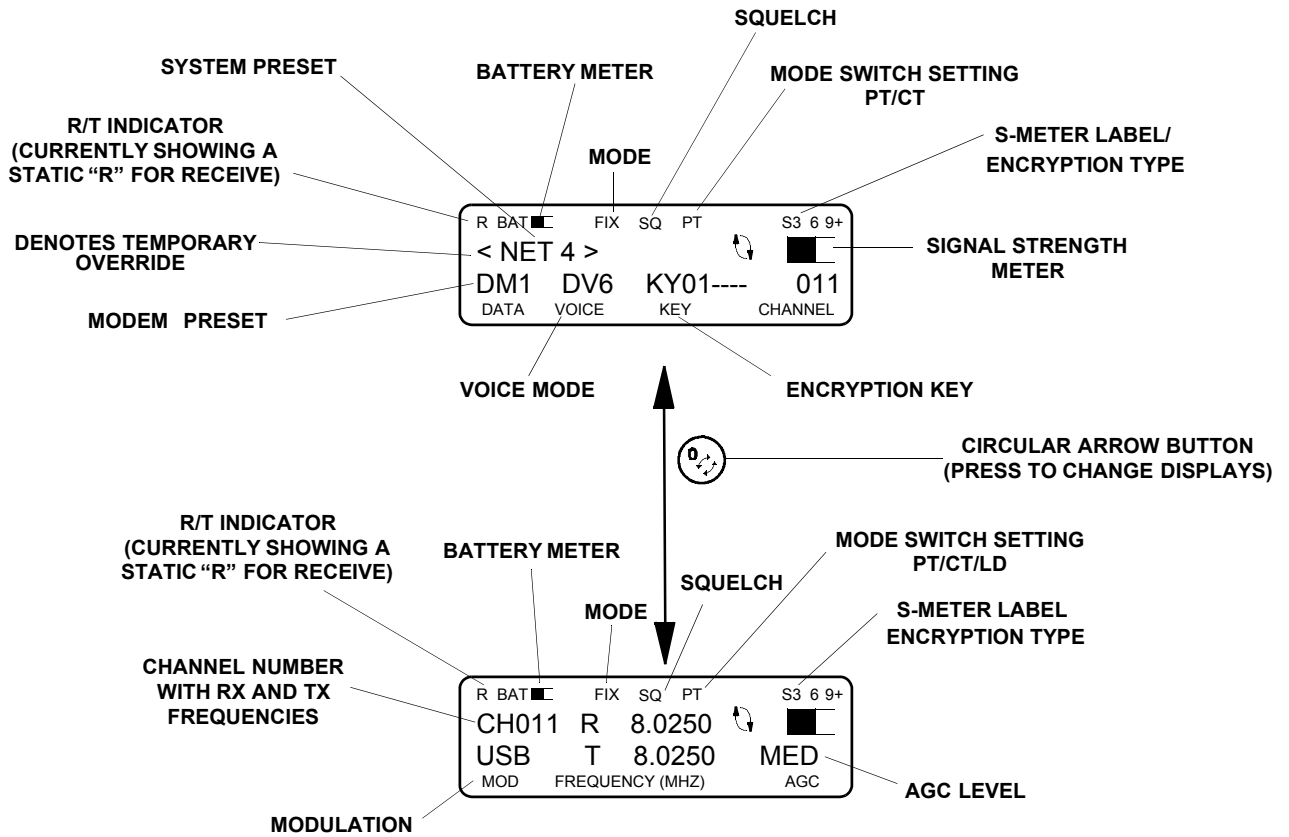 SQUELCH
SYSTEM PRESET
BATTERY METER
MODE SWITCH SETTING
PT/CT
R/T INDICATOR
(CURRENTLY SHOWING A
STATIC “R” FOR RECEIVE)
MODE
S-METER LABEL/
ENCRYPTION TYPE
R BAT FIX SQ PT S3 6 9+
DENOTES TEMPORARY
OVERRIDE
< NET 4 >
SIGNAL STRENGTH
METER
DM1 DV6 KY01---- 011
DATA VOICE KEY CHANNEL
MODEM PRESET
VOICE MODE
ENCRYPTION KEY
0
CIRCULAR ARROW BUTTON
(PRESS TO CHANGE DISPLAYS)
R/T INDICATOR
(CURRENTLY SHOWING A
STATIC “R” FOR RECEIVE)
BATTERY METER
MODE
SQUELCH
MODE SWITCH SETTING
PT/CT/LD
S-METER LABEL
ENCRYPTION TYPE
CHANNEL NUMBER
WITH RX AND TX
FREQUENCIES
R BAT FIX SQ PT S3 6 9+
CH011 R 8.0250
USB T 8.0250 MED
MOD FREQUENCY (MHZ) AGC
AGC LEVEL
MODULATION